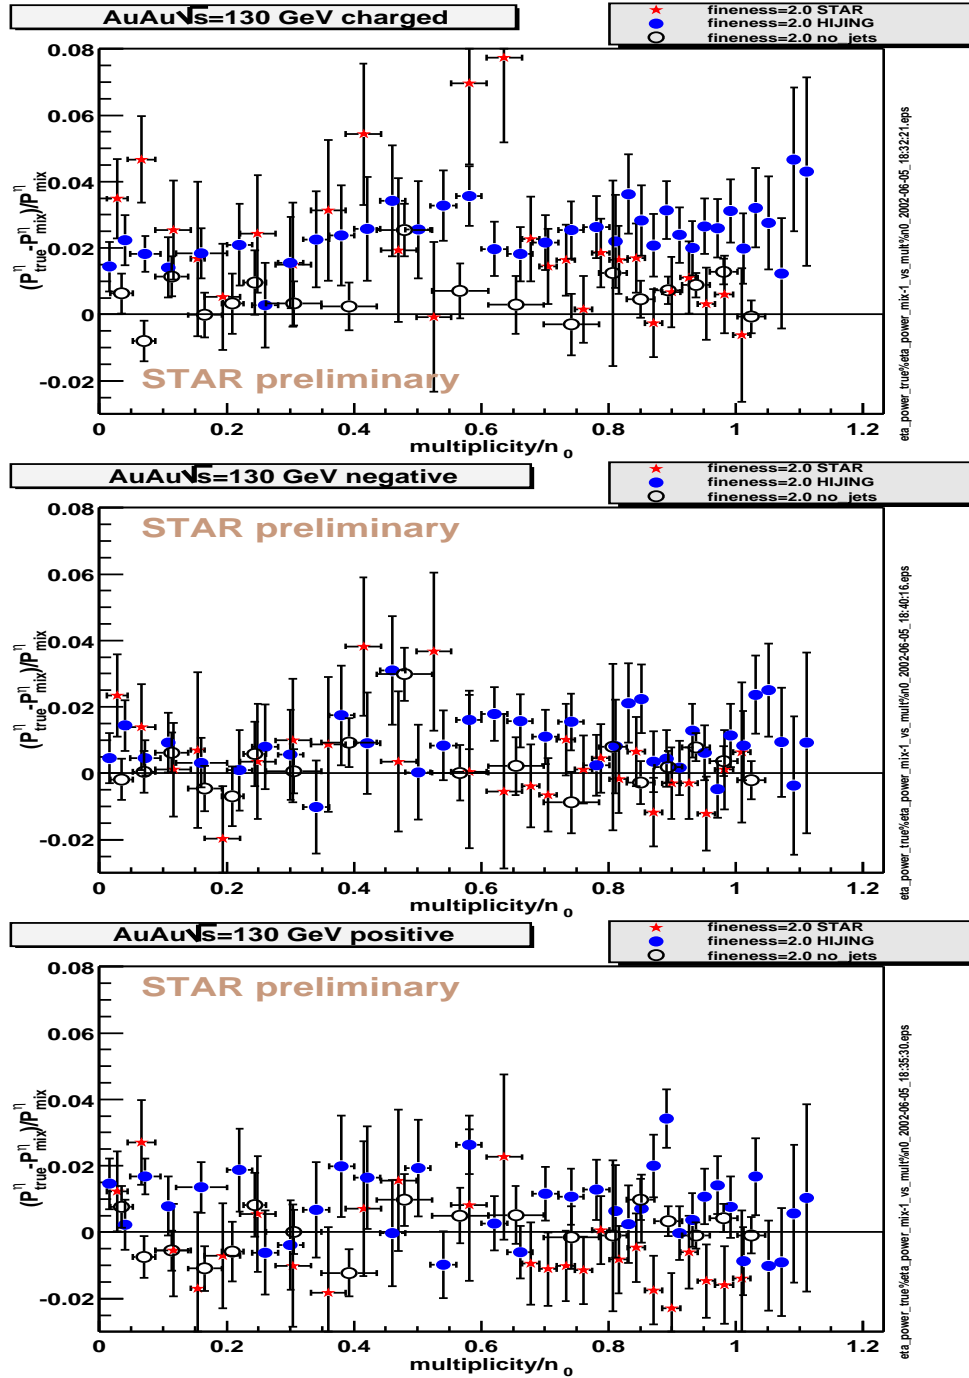 AuAu√s=130 GeV charged
fineness=2.0 STAR
fineness=2.0 HIJING
fineness=2.0 no_jets
(P^η_true-P^η_mix)/P^η_mix
0.08
0.06
0.04
0.02
0
-0.02
STAR preliminary
0 0.2 0.4 0.6 0.8 1 1.2
multiplicity/n_0
eta_power_true%eta_power_mix-1_vs_mult%n0_2002-06-05_18:32:21.eps
AuAu√s=130 GeV negative
fineness=2.0 STAR
fineness=2.0 HIJING
fineness=2.0 no_jets
(P^η_true-P^η_mix)/P^η_mix
0.08
0.06
0.04
0.02
0
-0.02
STAR preliminary
0 0.2 0.4 0.6 0.8 1 1.2
multiplicity/n_0
eta_power_true%eta_power_mix-1_vs_mult%n0_2002-06-05_18:40:16.eps
AuAu√s=130 GeV positive
fineness=2.0 STAR
fineness=2.0 HIJING
fineness=2.0 no_jets
(P^η_true-P^η_mix)/P^η_mix
0.08
0.06
0.04
0.02
0
-0.02
STAR preliminary
0 0.2 0.4 0.6 0.8 1 1.2
multiplicity/n_0
eta_power_true%eta_power_mix-1_vs_mult%n0_2002-06-05_18:35:30.eps